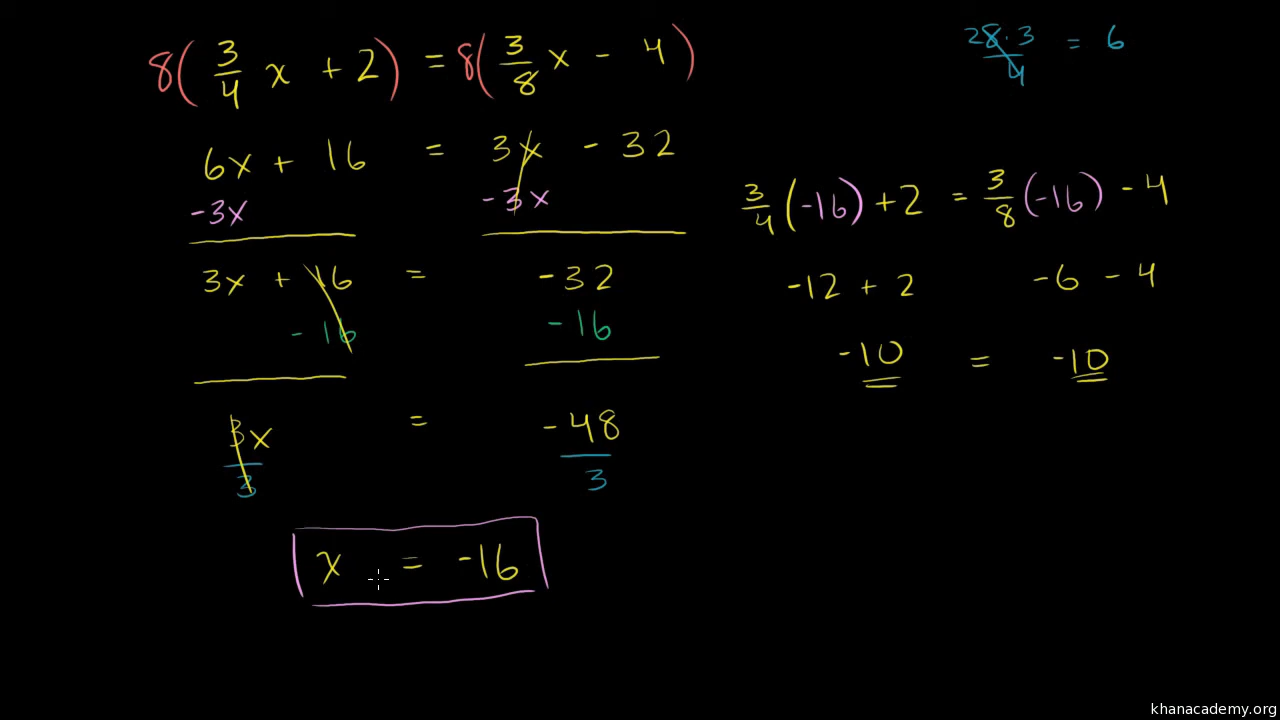 8(3/4 x + 2) = 8(3/8 x - 4)
6x + 16 = 3x - 32
-3x -3x
3x + 16 = -32
- 16 - 16
3x/3 = -48/3
x = -16
28·3/4 = 6
3/4(-16) + 2 = 3/8(-16) - 4
-12 + 2 -6 - 4
-10 = -10
khanacademy.org